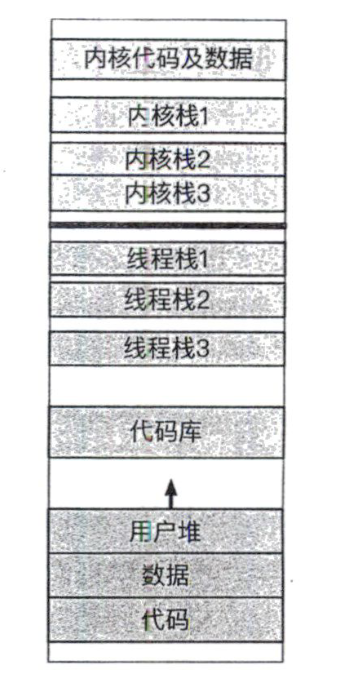 内核代码及数据
内核栈1
内核栈2
内核栈3
线程栈1
线程栈2
线程栈3
代码库
用户堆
数据
代码